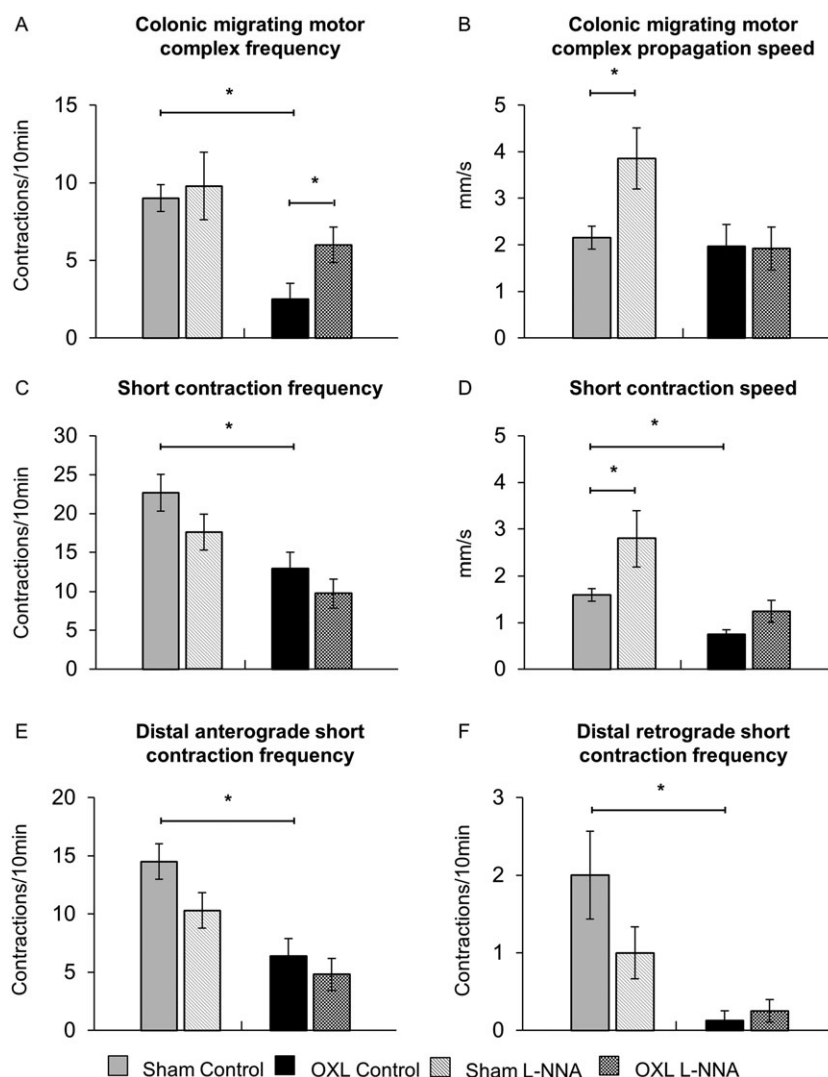 A
Colonic migrating motor
complex frequency
*
*
15
10
5
0
Contractions/10min
B
Colonic migrating motor
complex propagation speed
*
5
4
3
2
1
0
mm/s
C
Short contraction frequency
*
30
25
20
15
10
5
0
Contractions/10min
D
Short contraction speed
*
*
5
4
3
2
1
0
mm/s
E
Distal anterograde short
contraction frequency
*
20
15
10
5
0
Contractions/10min
F
Distal retrograde short
contraction frequency
*
3
2
1
0
Contractions/10min
Sham Control OXL Control Sham L-NNA OXL L-NNA